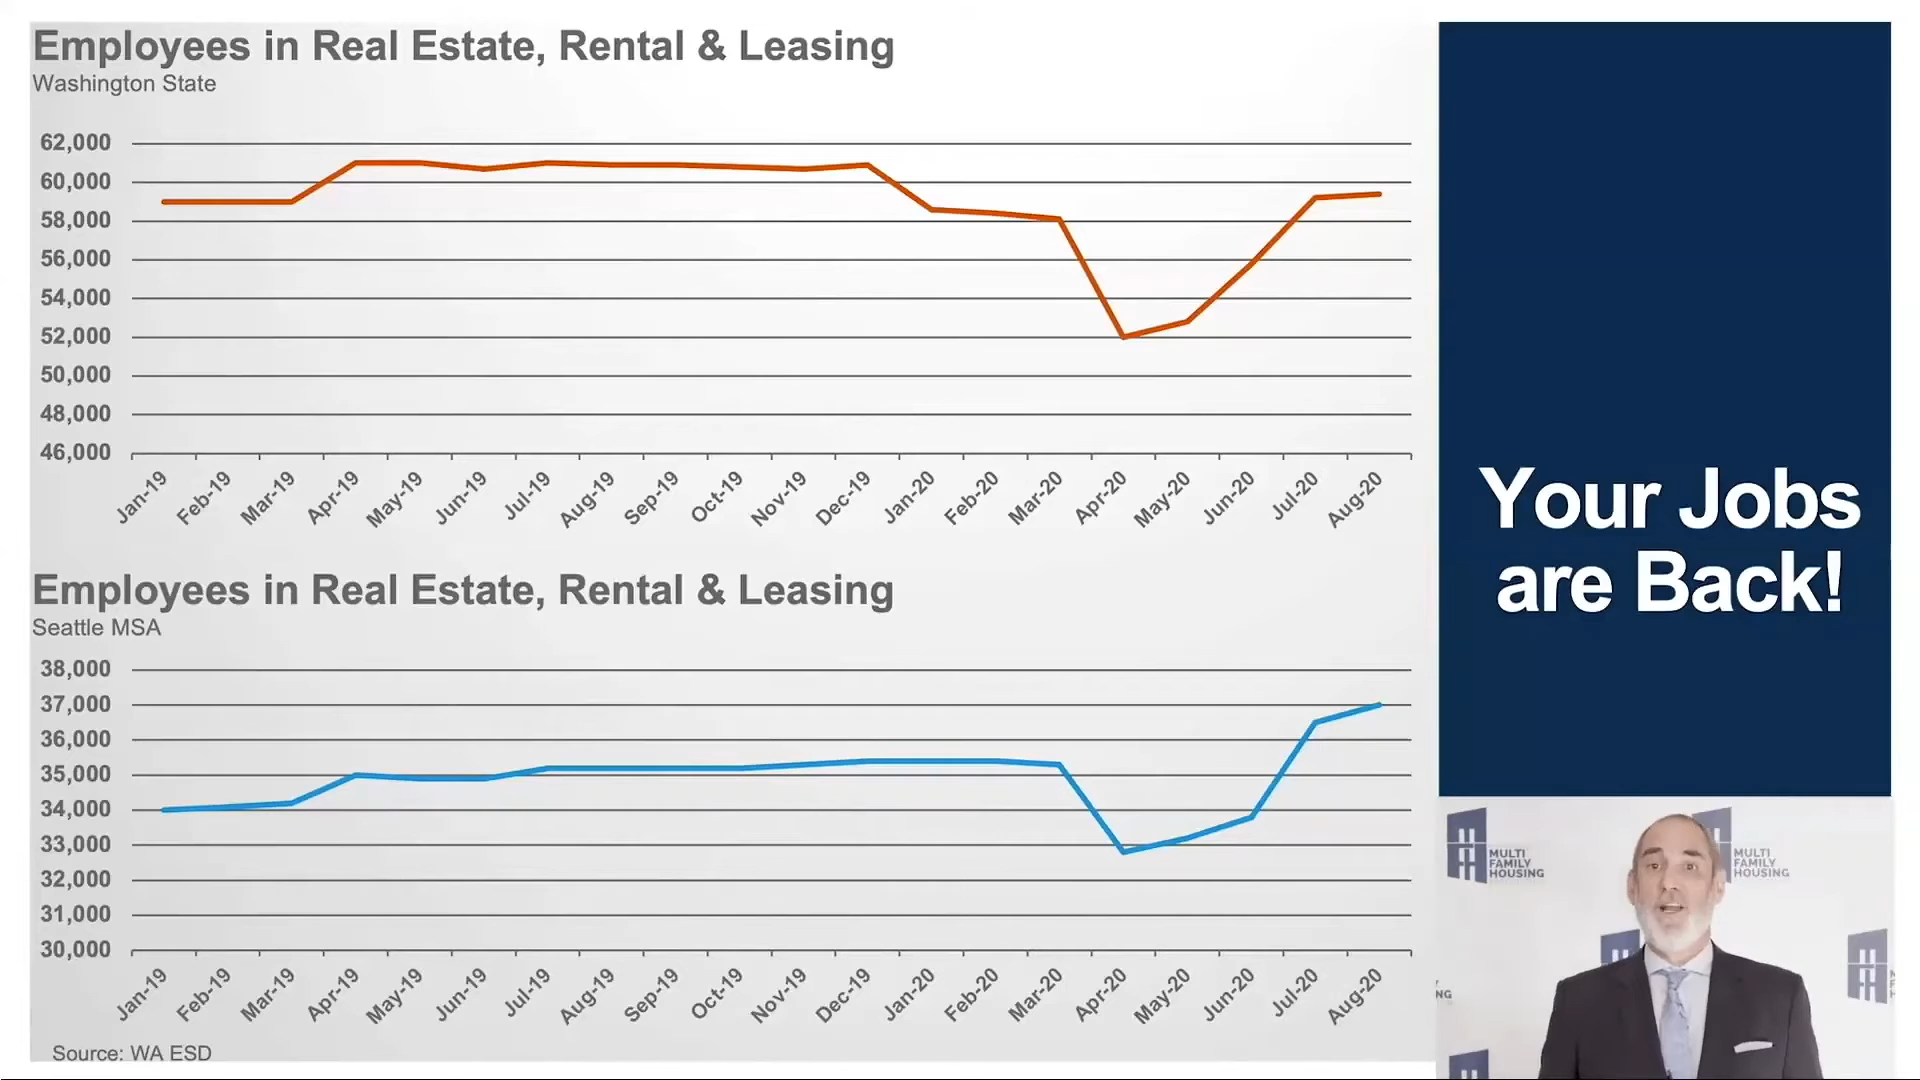 Employees in Real Estate, Rental & Leasing
Washington State
62,000
60,000
58,000
56,000
54,000
52,000
50,000
48,000
46,000
Jan-19 Feb-19 Mar-19 Apr-19 May-19 Jun-19 Jul-19 Aug-19 Sep-19 Oct-19 Nov-19 Dec-19 Jan-20 Feb-20 Mar-20 Apr-20 May-20 Jun-20 Jul-20 Aug-20
Employees in Real Estate, Rental & Leasing
Seattle MSA
38,000
37,000
36,000
35,000
34,000
33,000
32,000
31,000
30,000
Jan-19 Feb-19 Mar-19 Apr-19 May-19 Jun-19 Jul-19 Aug-19 Sep-19 Oct-19 Nov-19 Dec-19 Jan-20 Feb-20 Mar-20 Apr-20 May-20 Jun-20 Jul-20 Aug-20
Source: WA ESD
Your Jobs
are Back!
MULTI
FAMILY
HOUSING
MULTI
FAMILY
HOUSING
NG